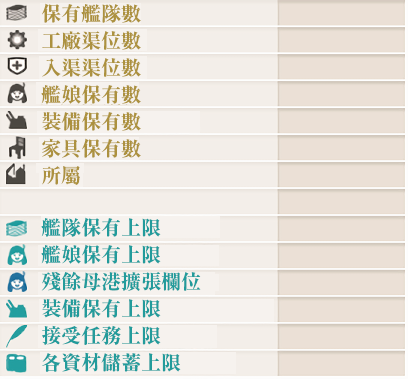 保有艦隊數
工廠渠位數
入渠渠位數
艦娘保有數
裝備保有數
家具保有數
所屬
艦隊保有上限
艦娘保有上限
殘餘母港擴張欄位
裝備保有上限
接受任務上限
各資材儲蓄上限